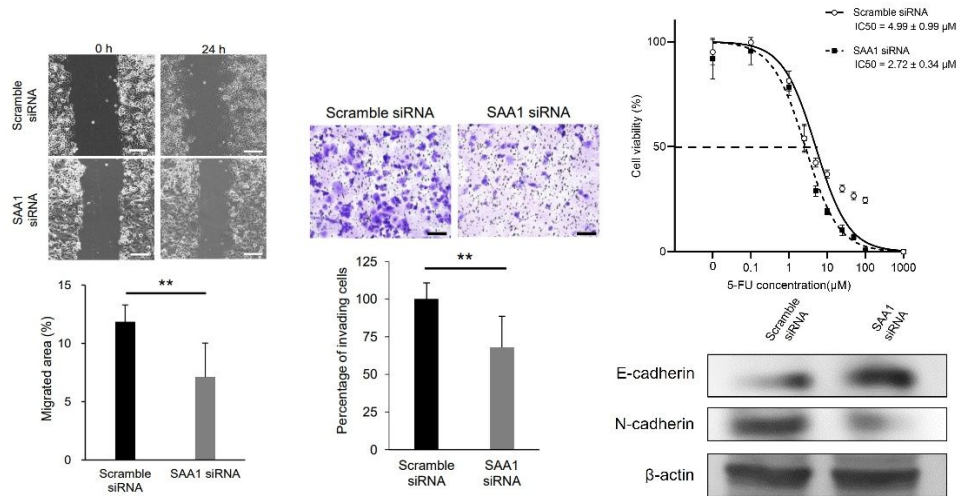 0 h
24 h
Scramble
siRNA
SAA1
siRNA
**
Migrated area (%)
15
10
5
0
Scramble
siRNA
SAA1 siRNA
Scramble siRNA
SAA1 siRNA
**
Percentage of invading cells
125
100
75
50
25
0
Scramble
siRNA
SAA1
siRNA
Scramble siRNA
IC50 = 4.99 ± 0.99 µM
SAA1 siRNA
IC50 = 2.72 ± 0.34 µM
Cell viability (%)
100
50
0
0
0.1
1
10
100
1000
5-FU concentration(µM)
Scramble
siRNA
SAA1
siRNA
E-cadherin
N-cadherin
β-actin